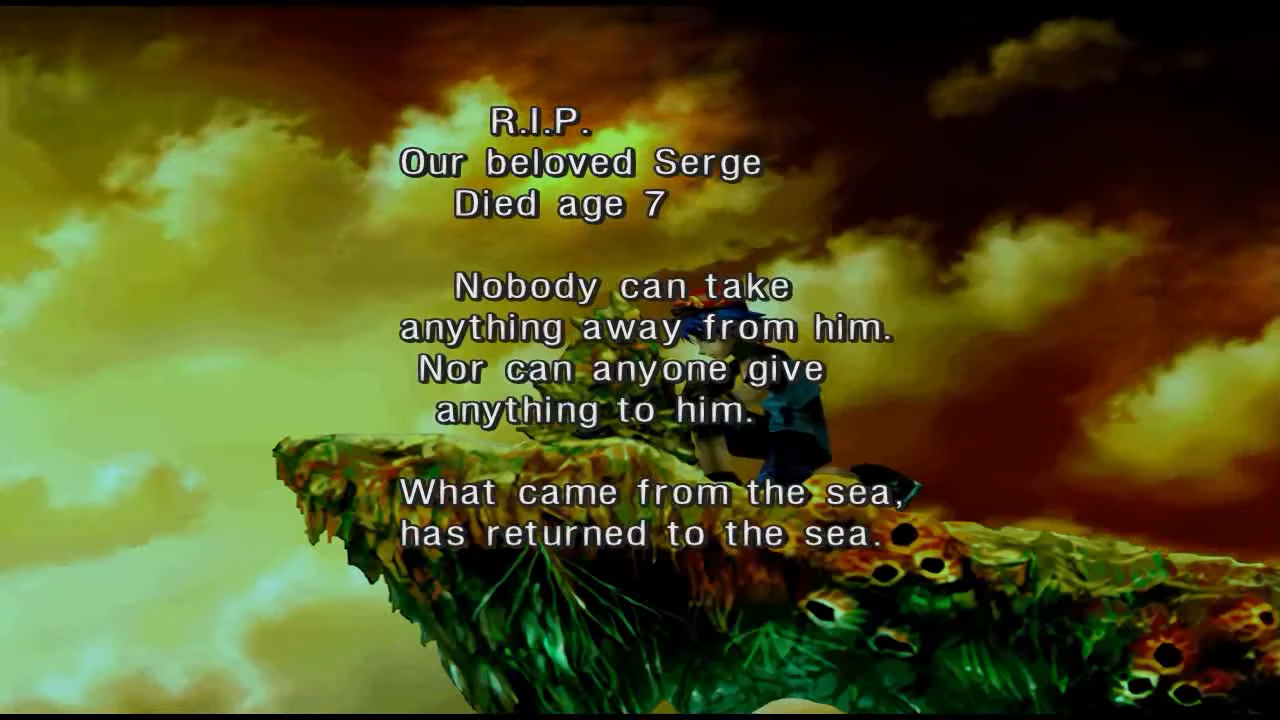 R.I.P.
Our beloved Serge
Died age 7
Nobody can take
anything away from him.
Nor can anyone give
anything to him.
What came from the sea,
has returned to the sea.